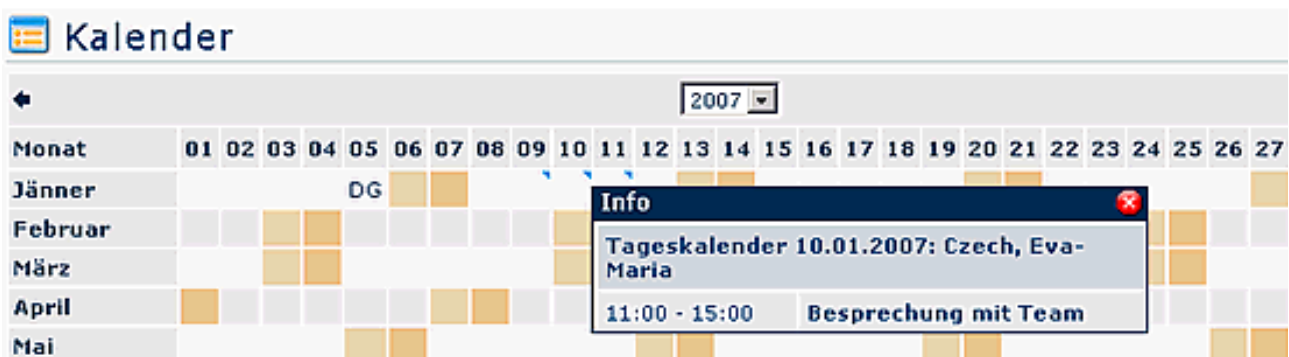 Kalender
2007
Monat 01 02 03 04 05 06 07 08 09 10 11 12 13 14 15 16 17 18 19 20 21 22 23 24 25 26 27
Jänner DG
Info
Februar
Tageskalender 10.01.2007: Czech, Eva-
Maria
März
April
11:00 - 15:00 Besprechung mit Team
Mai